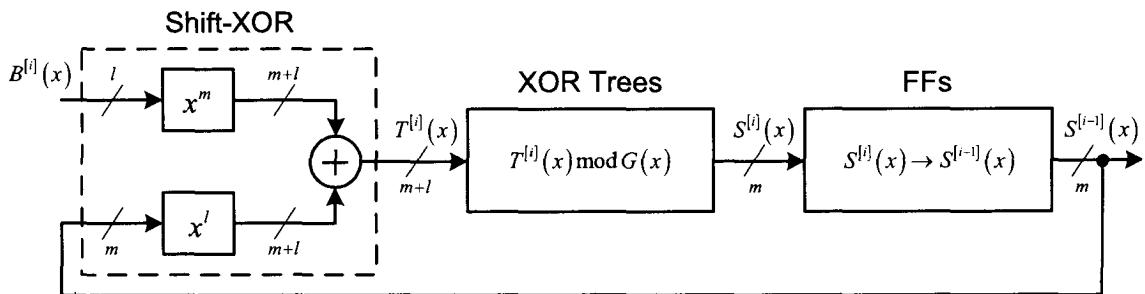 Shift-XOR
B^[i](x)
l
x^m
m+l
XOR Trees
FFs
T^[i](x)
m+l
T^[i](x) mod G(x)
S^[i](x)
m
S^[i](x) → S^[i-1](x)
S^[i-1](x)
m
+
m
x^l
m+l